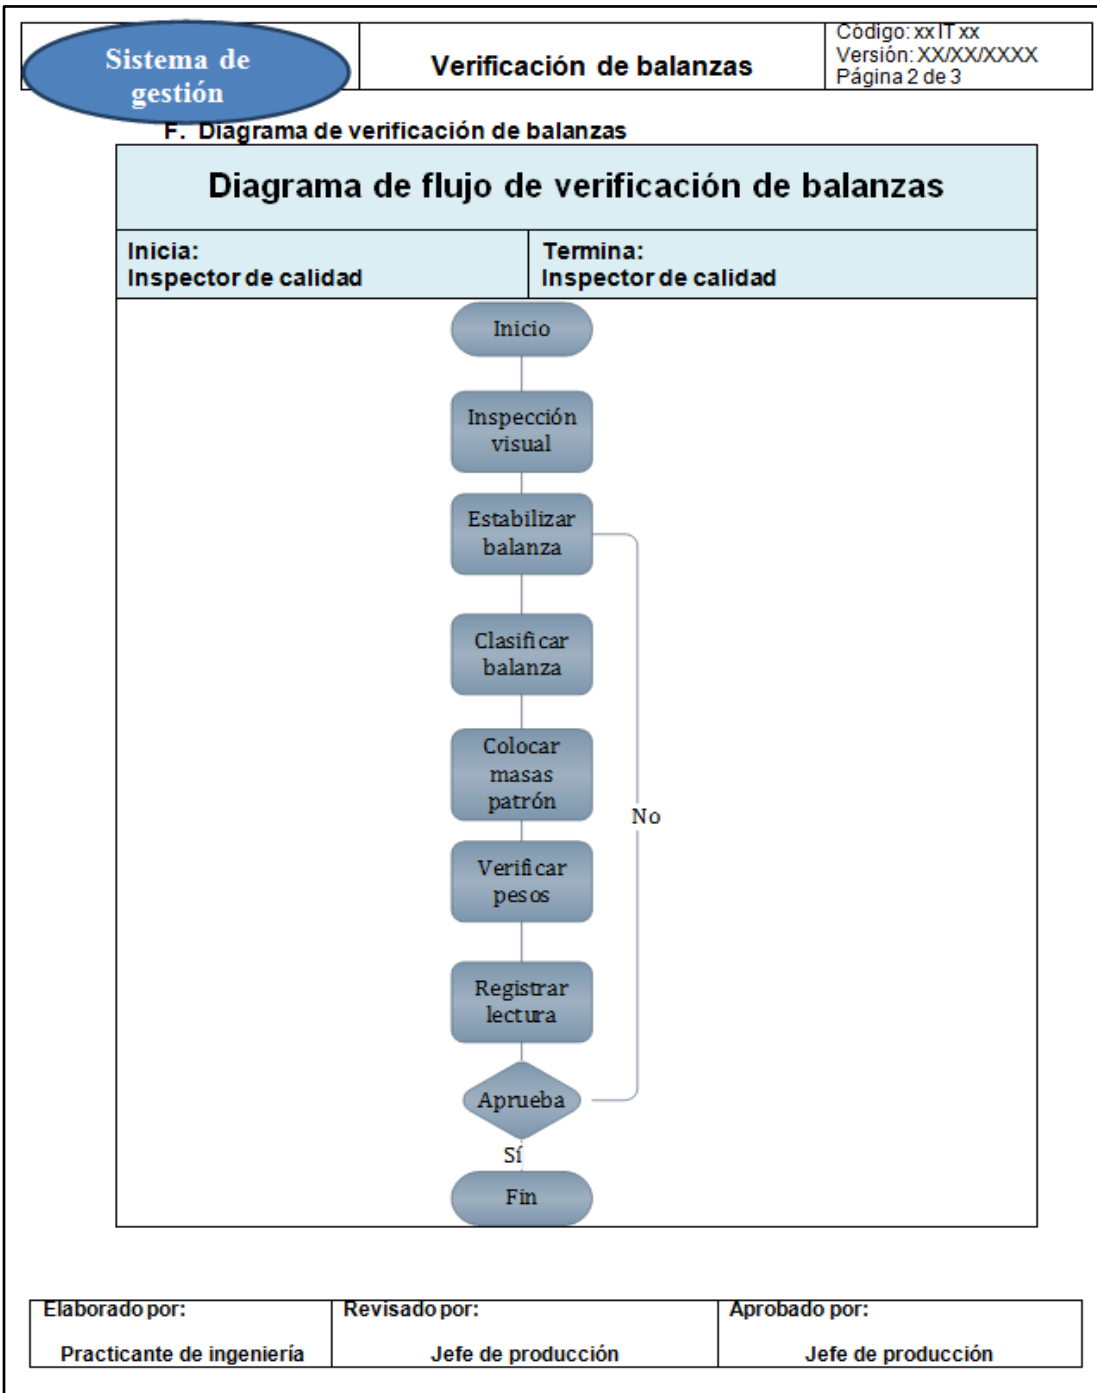 Sistema de
gestión
Verificación de balanzas
Código: xx IT xx
Versión: XX/XX/XXXX
Página 2 de 3
F. Diagrama de verificación de balanzas
Diagrama de flujo de verificación de balanzas
Inicia:
Inspector de calidad
Termina:
Inspector de calidad
Inicio
Inspección
visual
Estabilizar
balanza
Clasificar
balanza
Colocar
masas
patrón
No
Verificar
pesos
Registrar
lectura
Aprueba
Sí
Fin
Elaborado por:
Practicante de ingeniería
Revisado por:
Jefe de producción
Aprobado por:
Jefe de producción